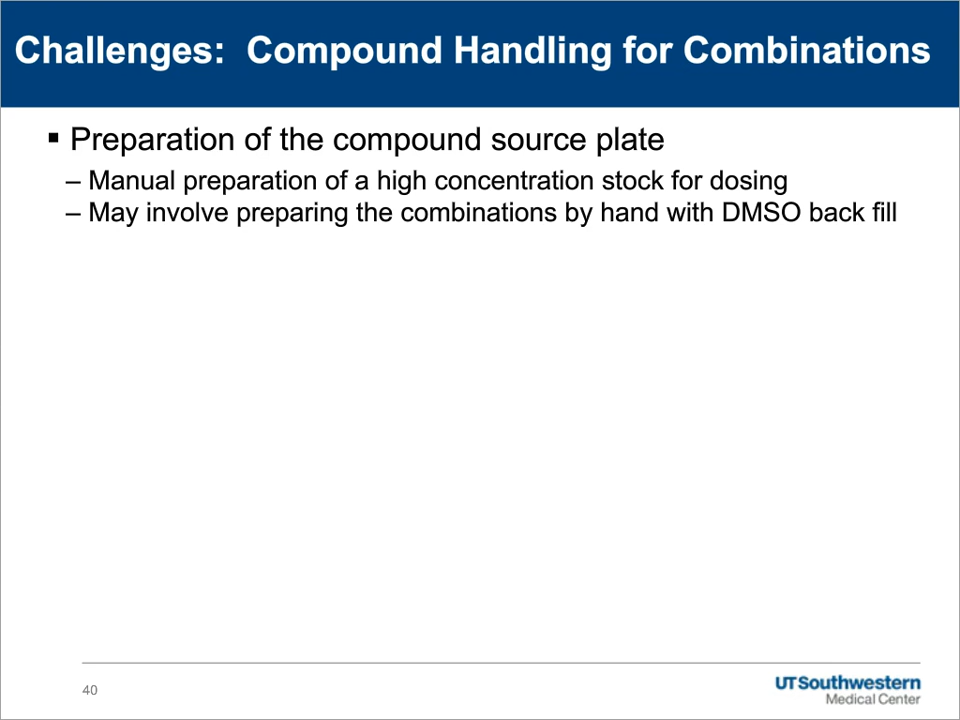 Challenges:  Compound Handling for Combinations
▪ Preparation of the compound source plate
– Manual preparation of a high concentration stock for dosing
– May involve preparing the combinations by hand with DMSO back fill
40
UTSouthwestern
Medical Center